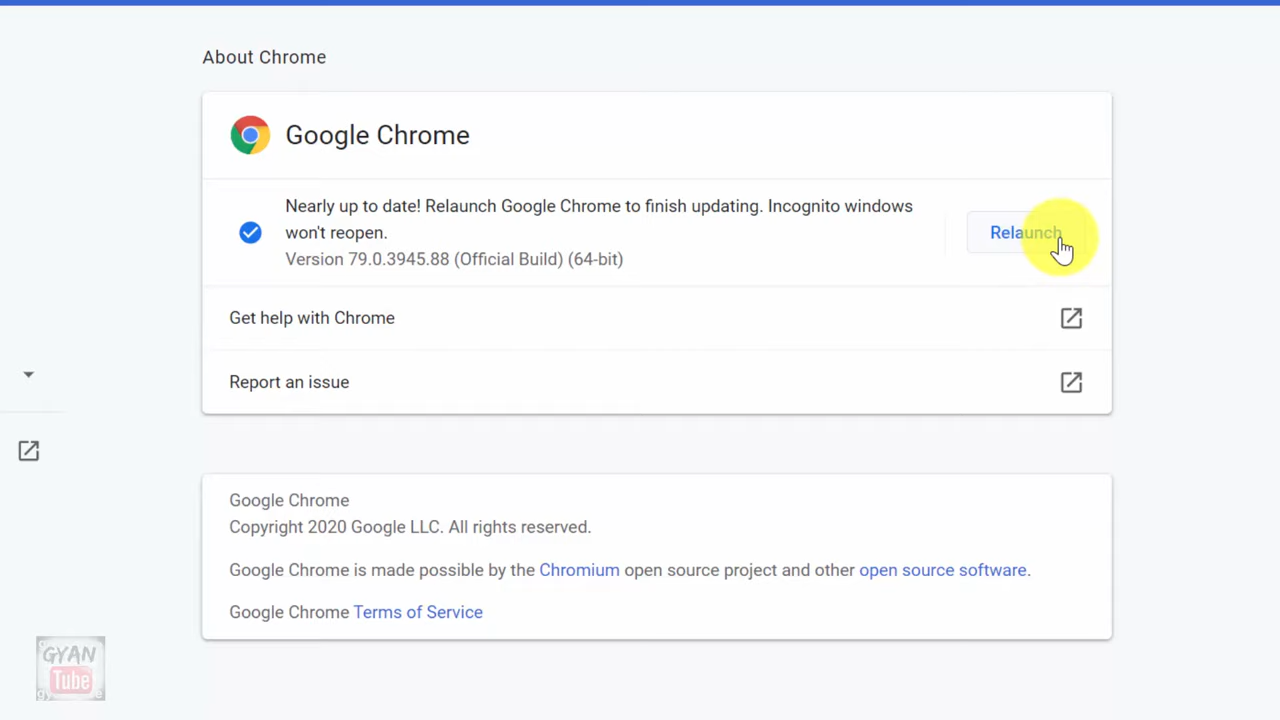 About Chrome
Google Chrome
Nearly up to date! Relaunch Google Chrome to finish updating. Incognito windows
won't reopen.
Version 79.0.3945.88 (Official Build) (64-bit)
Relaunch
Get help with Chrome
Report an issue
Google Chrome
Copyright 2020 Google LLC. All rights reserved.
Google Chrome is made possible by the Chromium open source project and other open source software.
Google Chrome Terms of Service
GYAN
Tube